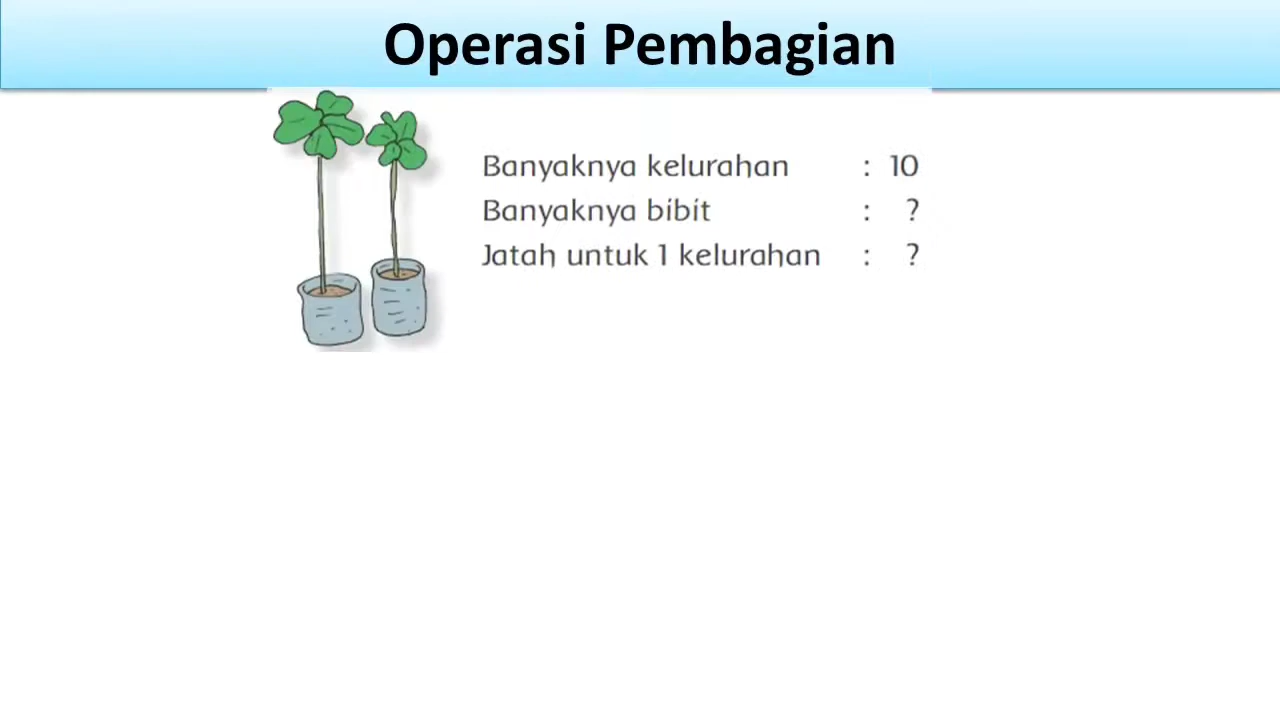 Operasi Pembagian
Banyaknya kelurahan : 10
Banyaknya bibit : ?
Jatah untuk 1 kelurahan : ?